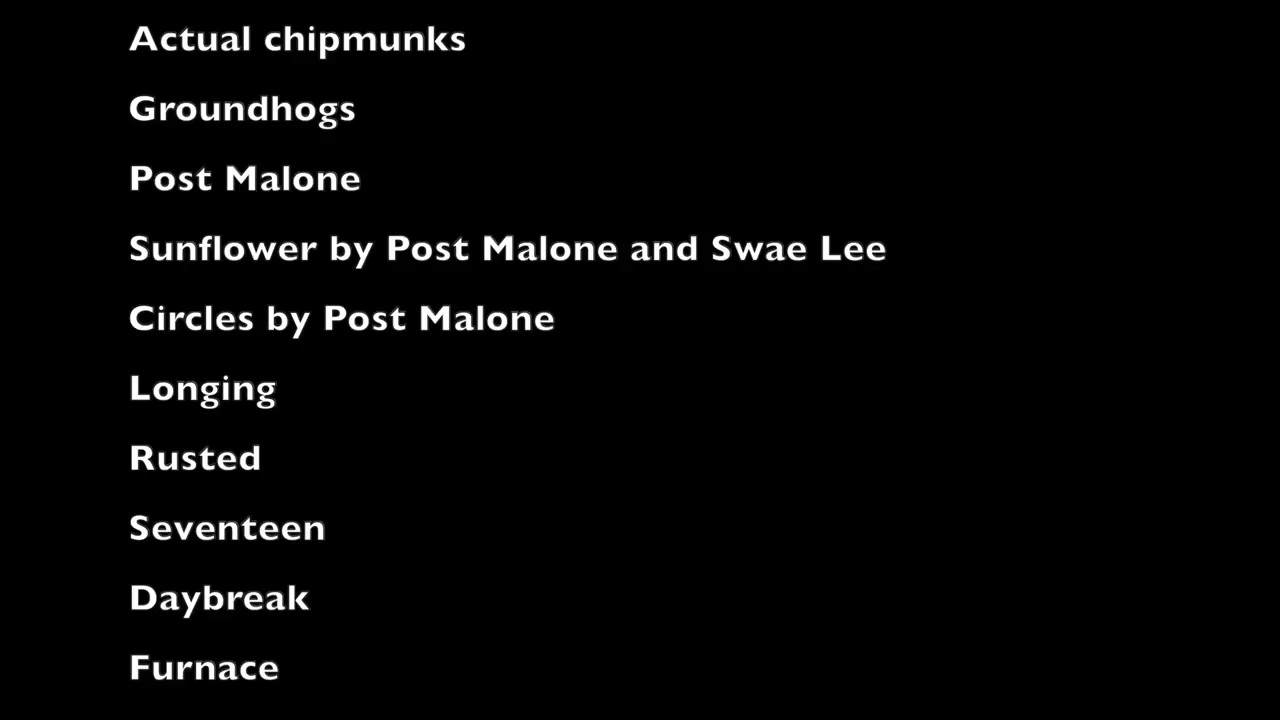 Actual chipmunks
Groundhogs
Post Malone
Sunflower by Post Malone and Swae Lee
Circles by Post Malone
Longing
Rusted
Seventeen
Daybreak
Furnace